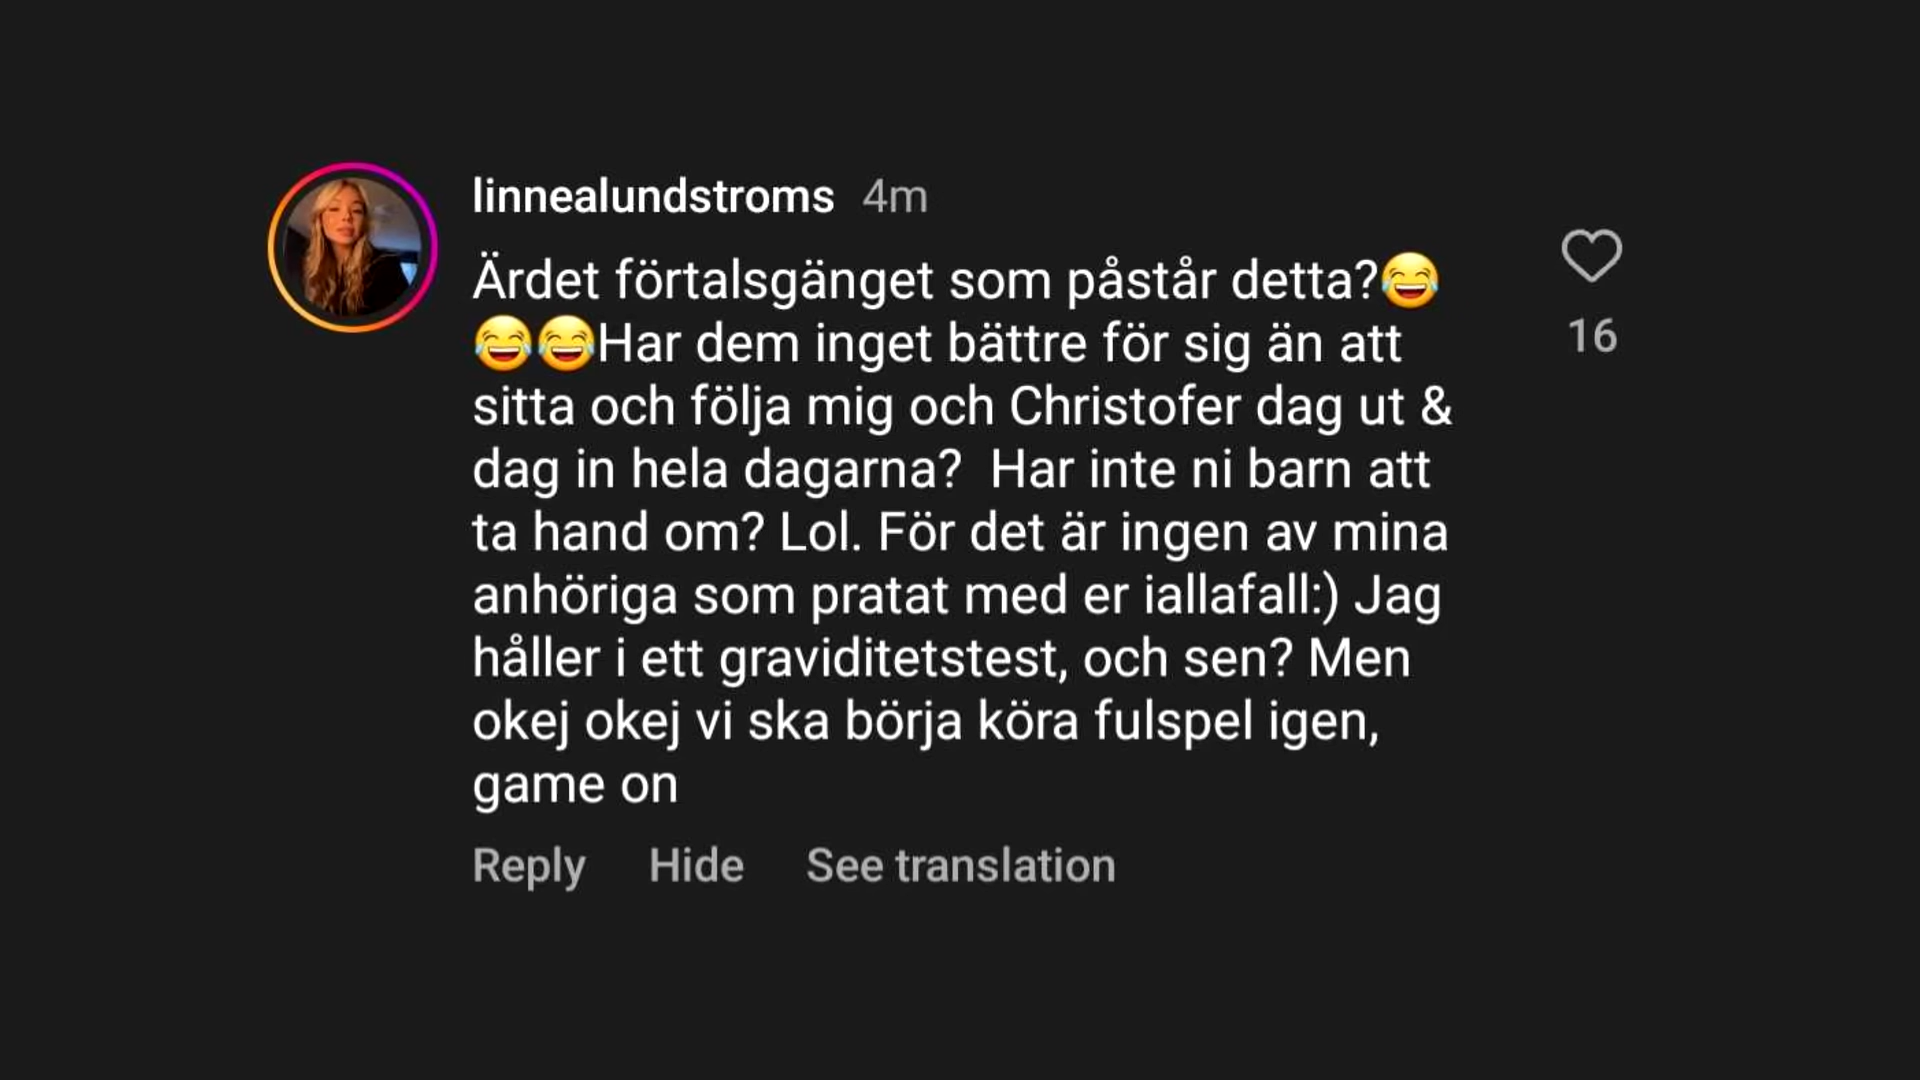 linnealundstroms 4m
Ärdet förtalsgänget som påstår detta?😂
😂😂Har dem inget bättre för sig än att
sitta och följa mig och Christofer dag ut &
dag in hela dagarna?  Har inte ni barn att
ta hand om? Lol. För det är ingen av mina
anhöriga som pratat med er iallafall:) Jag
håller i ett graviditetstest, och sen? Men
okej okej vi ska börja köra fulspel igen,
game on
16
Reply Hide See translation